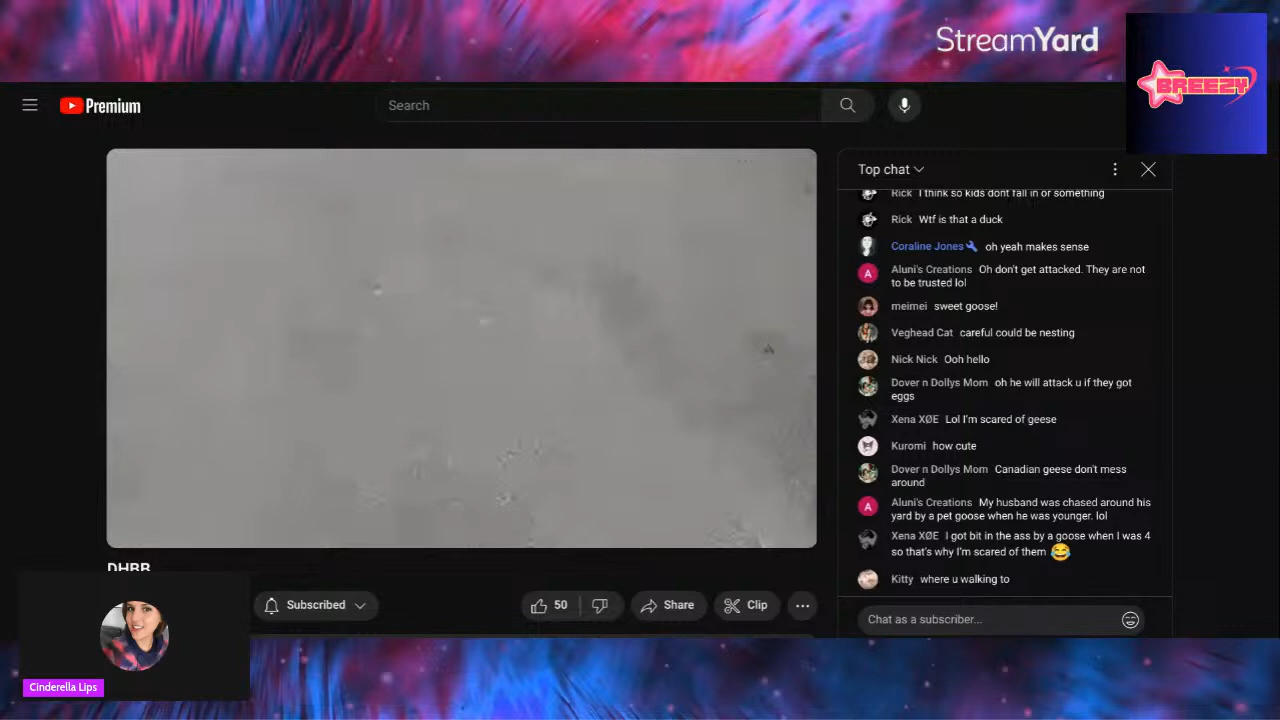 StreamYard
BREEZY
Premium
Search
Top chat
Rick I think so kids dont fall in or something
Rick Wtf is that a duck
Coraline Jones oh yeah makes sense
Aluni's Creations Oh don't get attacked. They are not
to be trusted lol
meimei sweet goose!
Veghead Cat careful could be nesting
Nick Nick Ooh hello
Dover n Dollys Mom oh he will attack u if they got
eggs
Xena XØE Lol I'm scared of geese
Kuromi how cute
Dover n Dollys Mom Canadian geese don't mess
around
Aluni's Creations My husband was chased around his
yard by a pet goose when he was younger. lol
Xena XØE I got bit in the ass by a goose when I was 4
so that's why I'm scared of them 😂
Kitty where u walking to
Chat as a subscriber...
DHRB
Subscribed
50
Share
Clip
Cinderella Lips